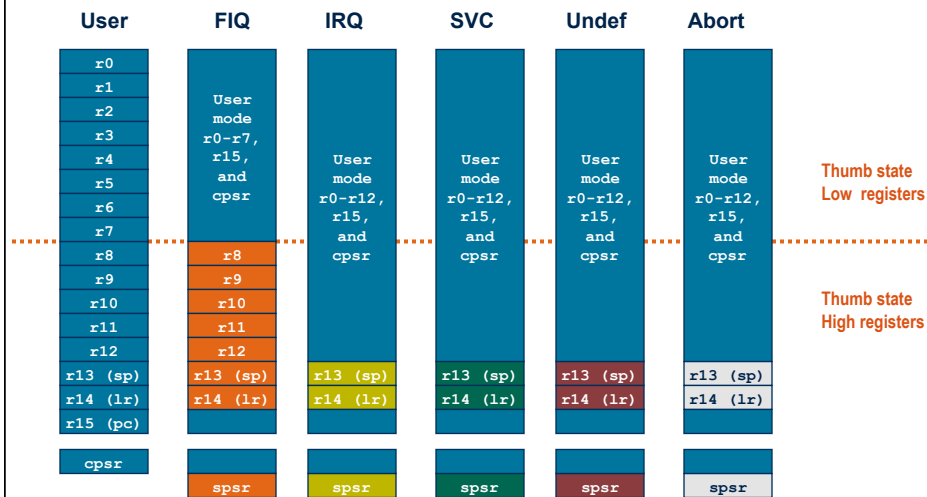 User
FIQ
IRQ
SVC
Undef
Abort
r0
r1
r2
r3
r4
r5
r6
r7
r8
r9
r10
r11
r12
r13 (sp)
r14 (lr)
r15 (pc)
cpsr
User
mode
r0-r7,
r15,
and
cpsr
r8
r9
r10
r11
r12
r13 (sp)
r14 (lr)
spsr
User
mode
r0-r12,
r15,
and
cpsr
r13 (sp)
r14 (lr)
spsr
User
mode
r0-r12,
r15,
and
cpsr
r13 (sp)
r14 (lr)
spsr
User
mode
r0-r12,
r15,
and
cpsr
r13 (sp)
r14 (lr)
spsr
User
mode
r0-r12,
r15,
and
cpsr
r13 (sp)
r14 (lr)
spsr
Thumb state
Low registers
Thumb state
High registers